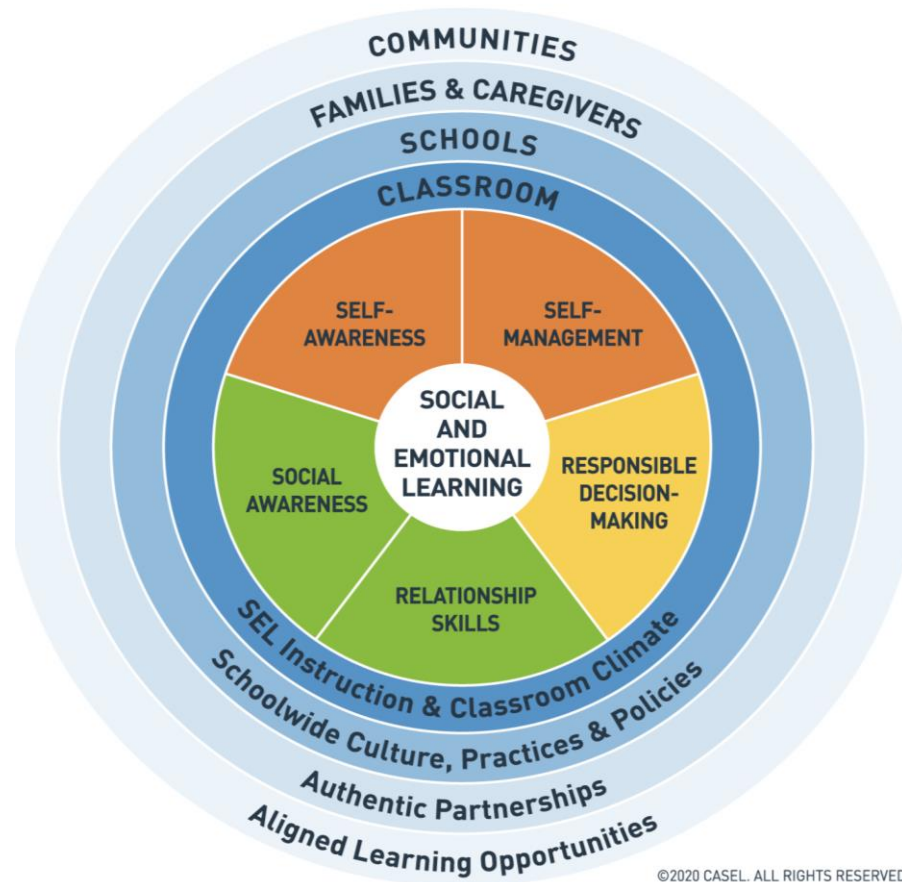 COMMUNITIES
FAMILIES & CAREGIVERS
SCHOOLS
CLASSROOM
SELF-
AWARENESS
SELF-
MANAGEMENT
SOCIAL
AND
EMOTIONAL
LEARNING
SOCIAL
AWARENESS
RESPONSIBLE
DECISION-
MAKING
RELATIONSHIP
SKILLS
SEL Instruction & Classroom Climate
Schoolwide Culture, Practices & Policies
Authentic Partnerships
Aligned Learning Opportunities
©2020 CASEL. ALL RIGHTS RESERVED